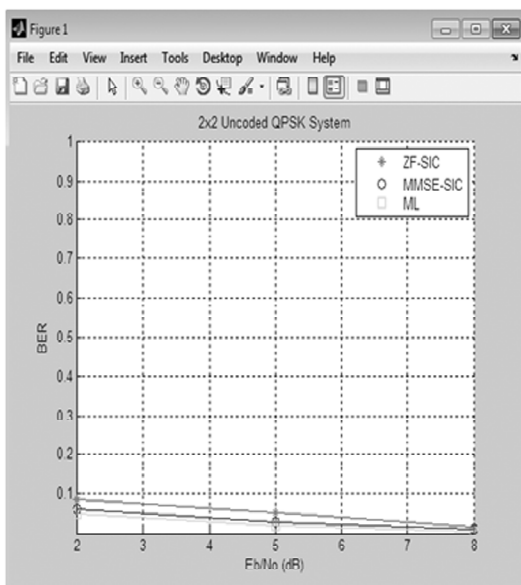 Figure 1
File Edit View Insert Tools Desktop Window Help
2x2 Uncoded QPSK System
ZF-SIC
MMSE-SIC
ML
1
0.9
0.8
0.7
0.6
0.5
0.4
0.3
0.2
0.1
BER
2 3 4 5 6 7 8
Eb/No (dB)